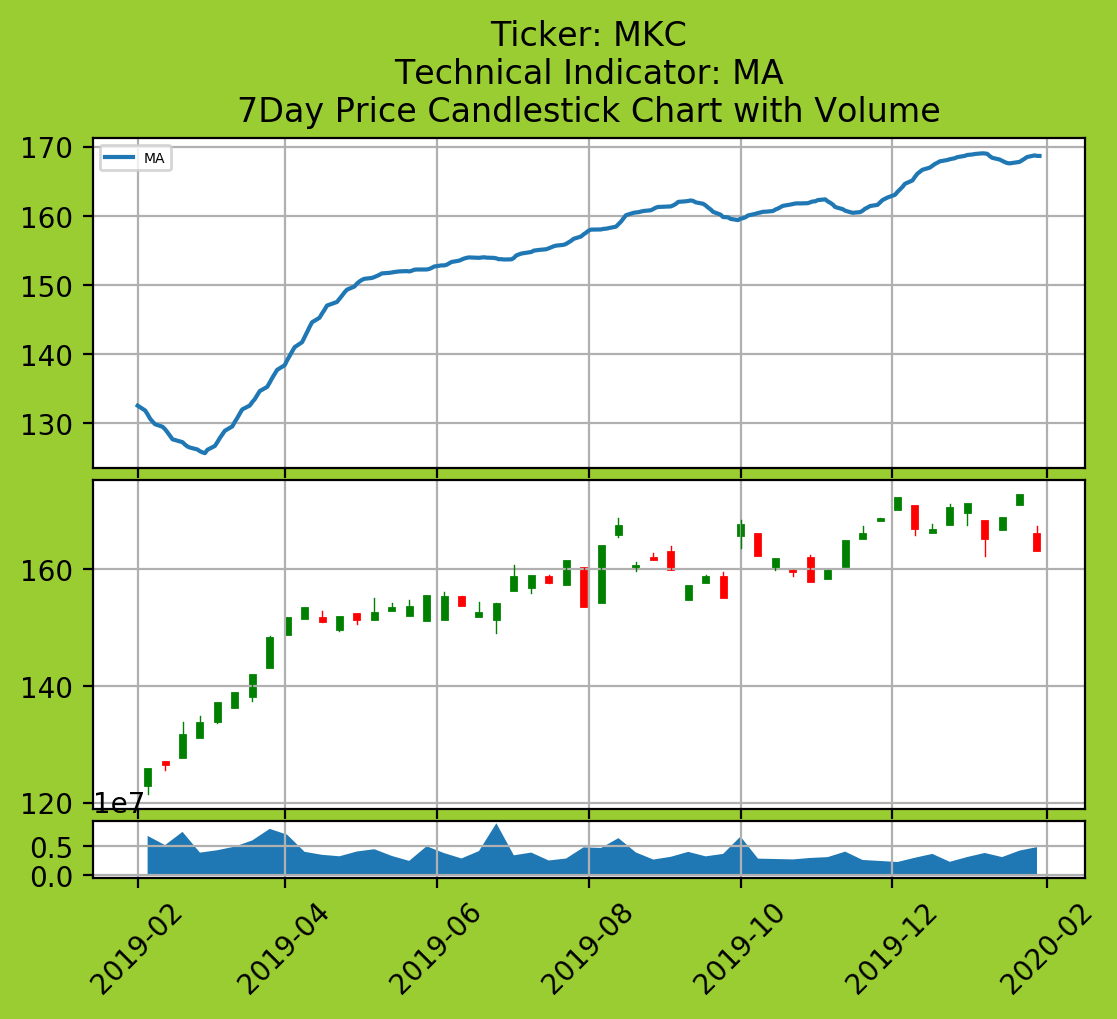 Ticker: MKC
Technical Indicator: MA
7Day Price Candlestick Chart with Volume
170
MA
160
150
140
130
160
140
120
1e7
0.5
0.0
2019-02 2019-04 2019-06 2019-08 2019-10 2019-12 2020-02